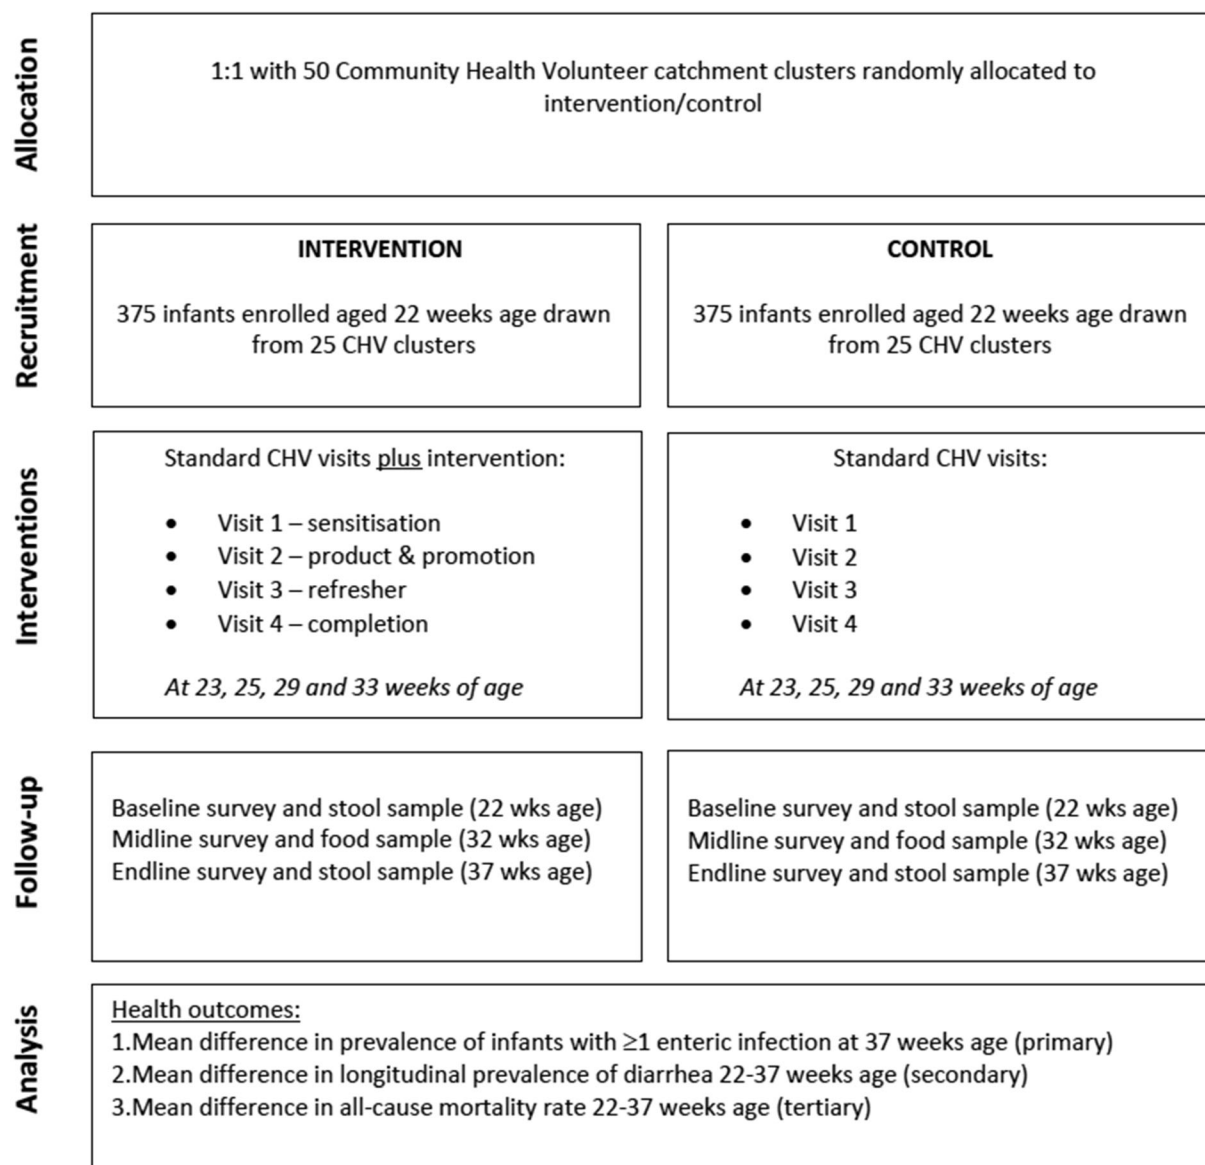 Allocation
1:1 with 50 Community Health Volunteer catchment clusters randomly allocated to
intervention/control
Recruitment
INTERVENTION
375 infants enrolled aged 22 weeks age drawn
from 25 CHV clusters
CONTROL
375 infants enrolled aged 22 weeks age drawn
from 25 CHV clusters
Interventions
Standard CHV visits plus intervention:
• Visit 1 – sensitisation
• Visit 2 – product & promotion
• Visit 3 – refresher
• Visit 4 – completion
At 23, 25, 29 and 33 weeks of age
Standard CHV visits:
• Visit 1
• Visit 2
• Visit 3
• Visit 4
At 23, 25, 29 and 33 weeks of age
Follow-up
Baseline survey and stool sample (22 wks age)
Midline survey and food sample (32 wks age)
Endline survey and stool sample (37 wks age)
Baseline survey and stool sample (22 wks age)
Midline survey and food sample (32 wks age)
Endline survey and stool sample (37 wks age)
Analysis
Health outcomes:
1.Mean difference in prevalence of infants with ≥1 enteric infection at 37 weeks age (primary)
2.Mean difference in longitudinal prevalence of diarrhea 22-37 weeks age (secondary)
3.Mean difference in all-cause mortality rate 22-37 weeks age (tertiary)